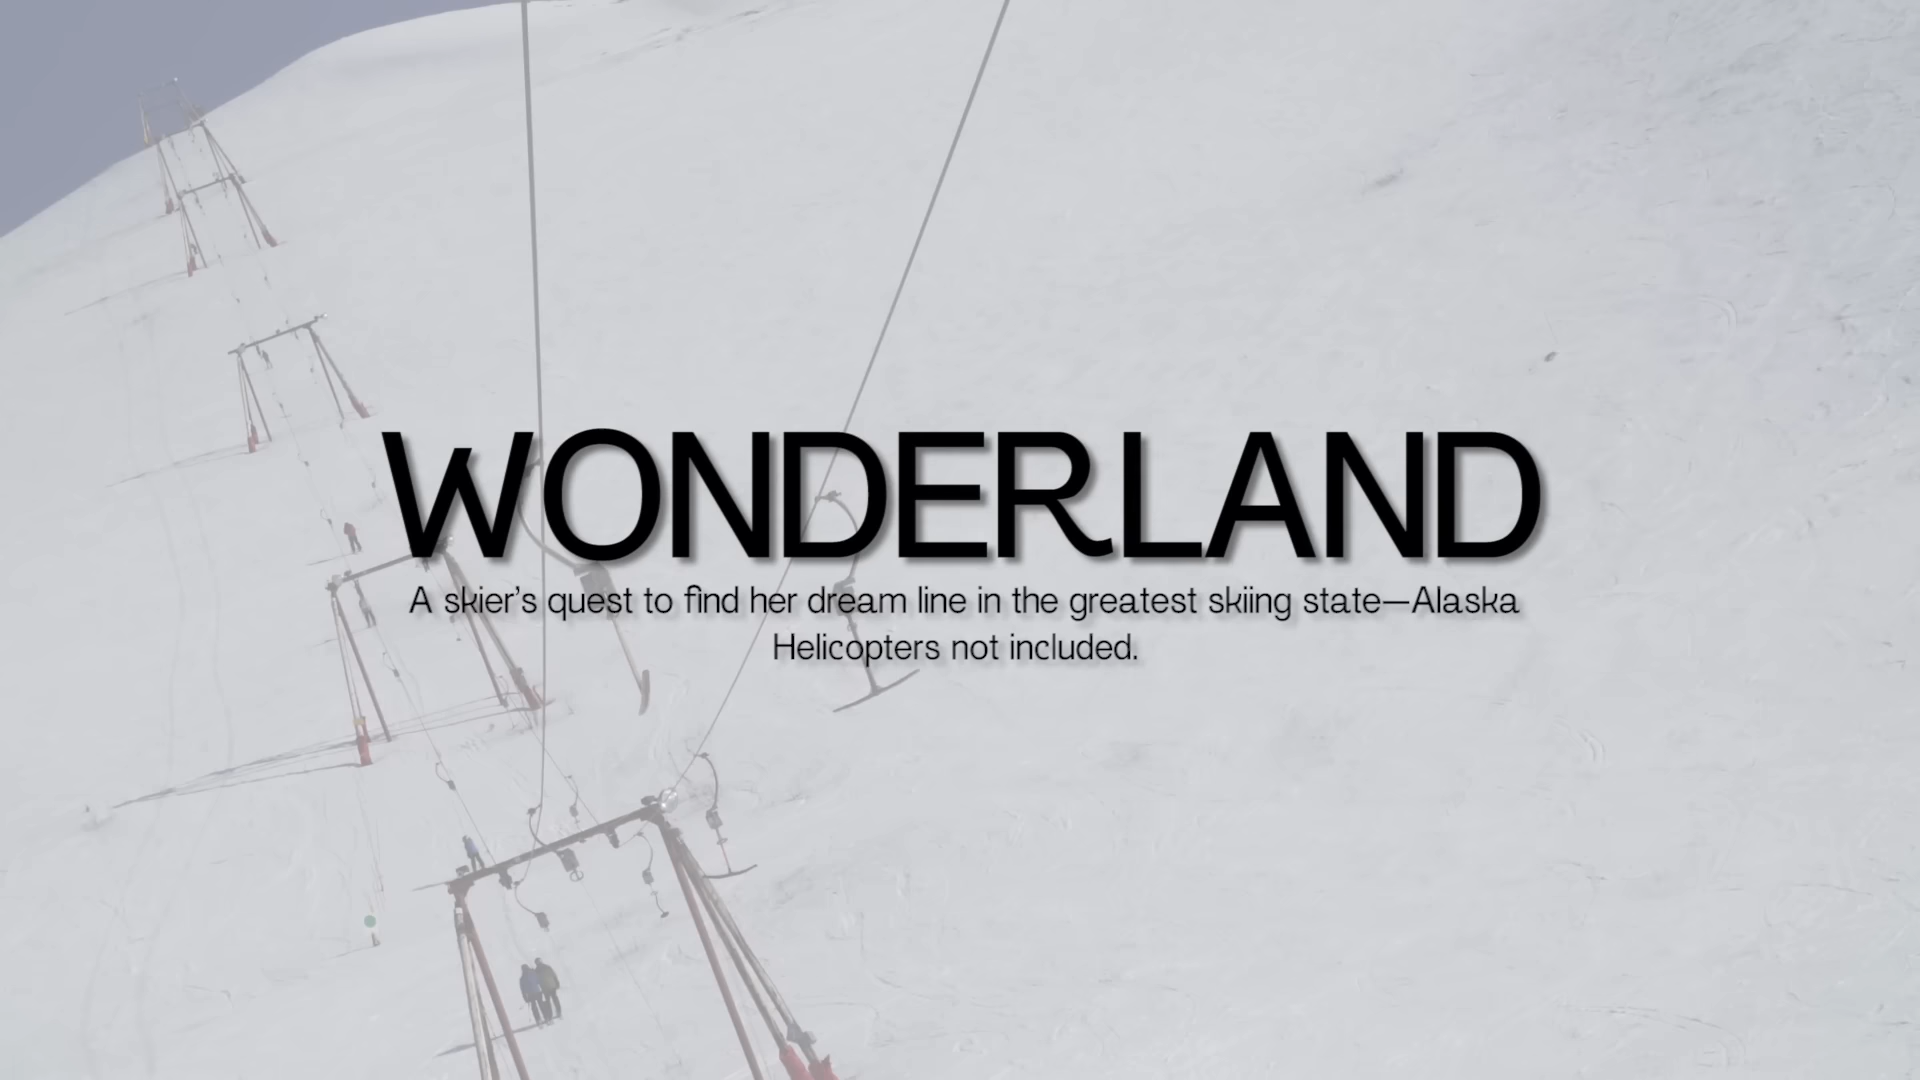 WONDERLAND
A skier's quest to find her dream line in the greatest skiing state—Alaska
Helicopters not included.